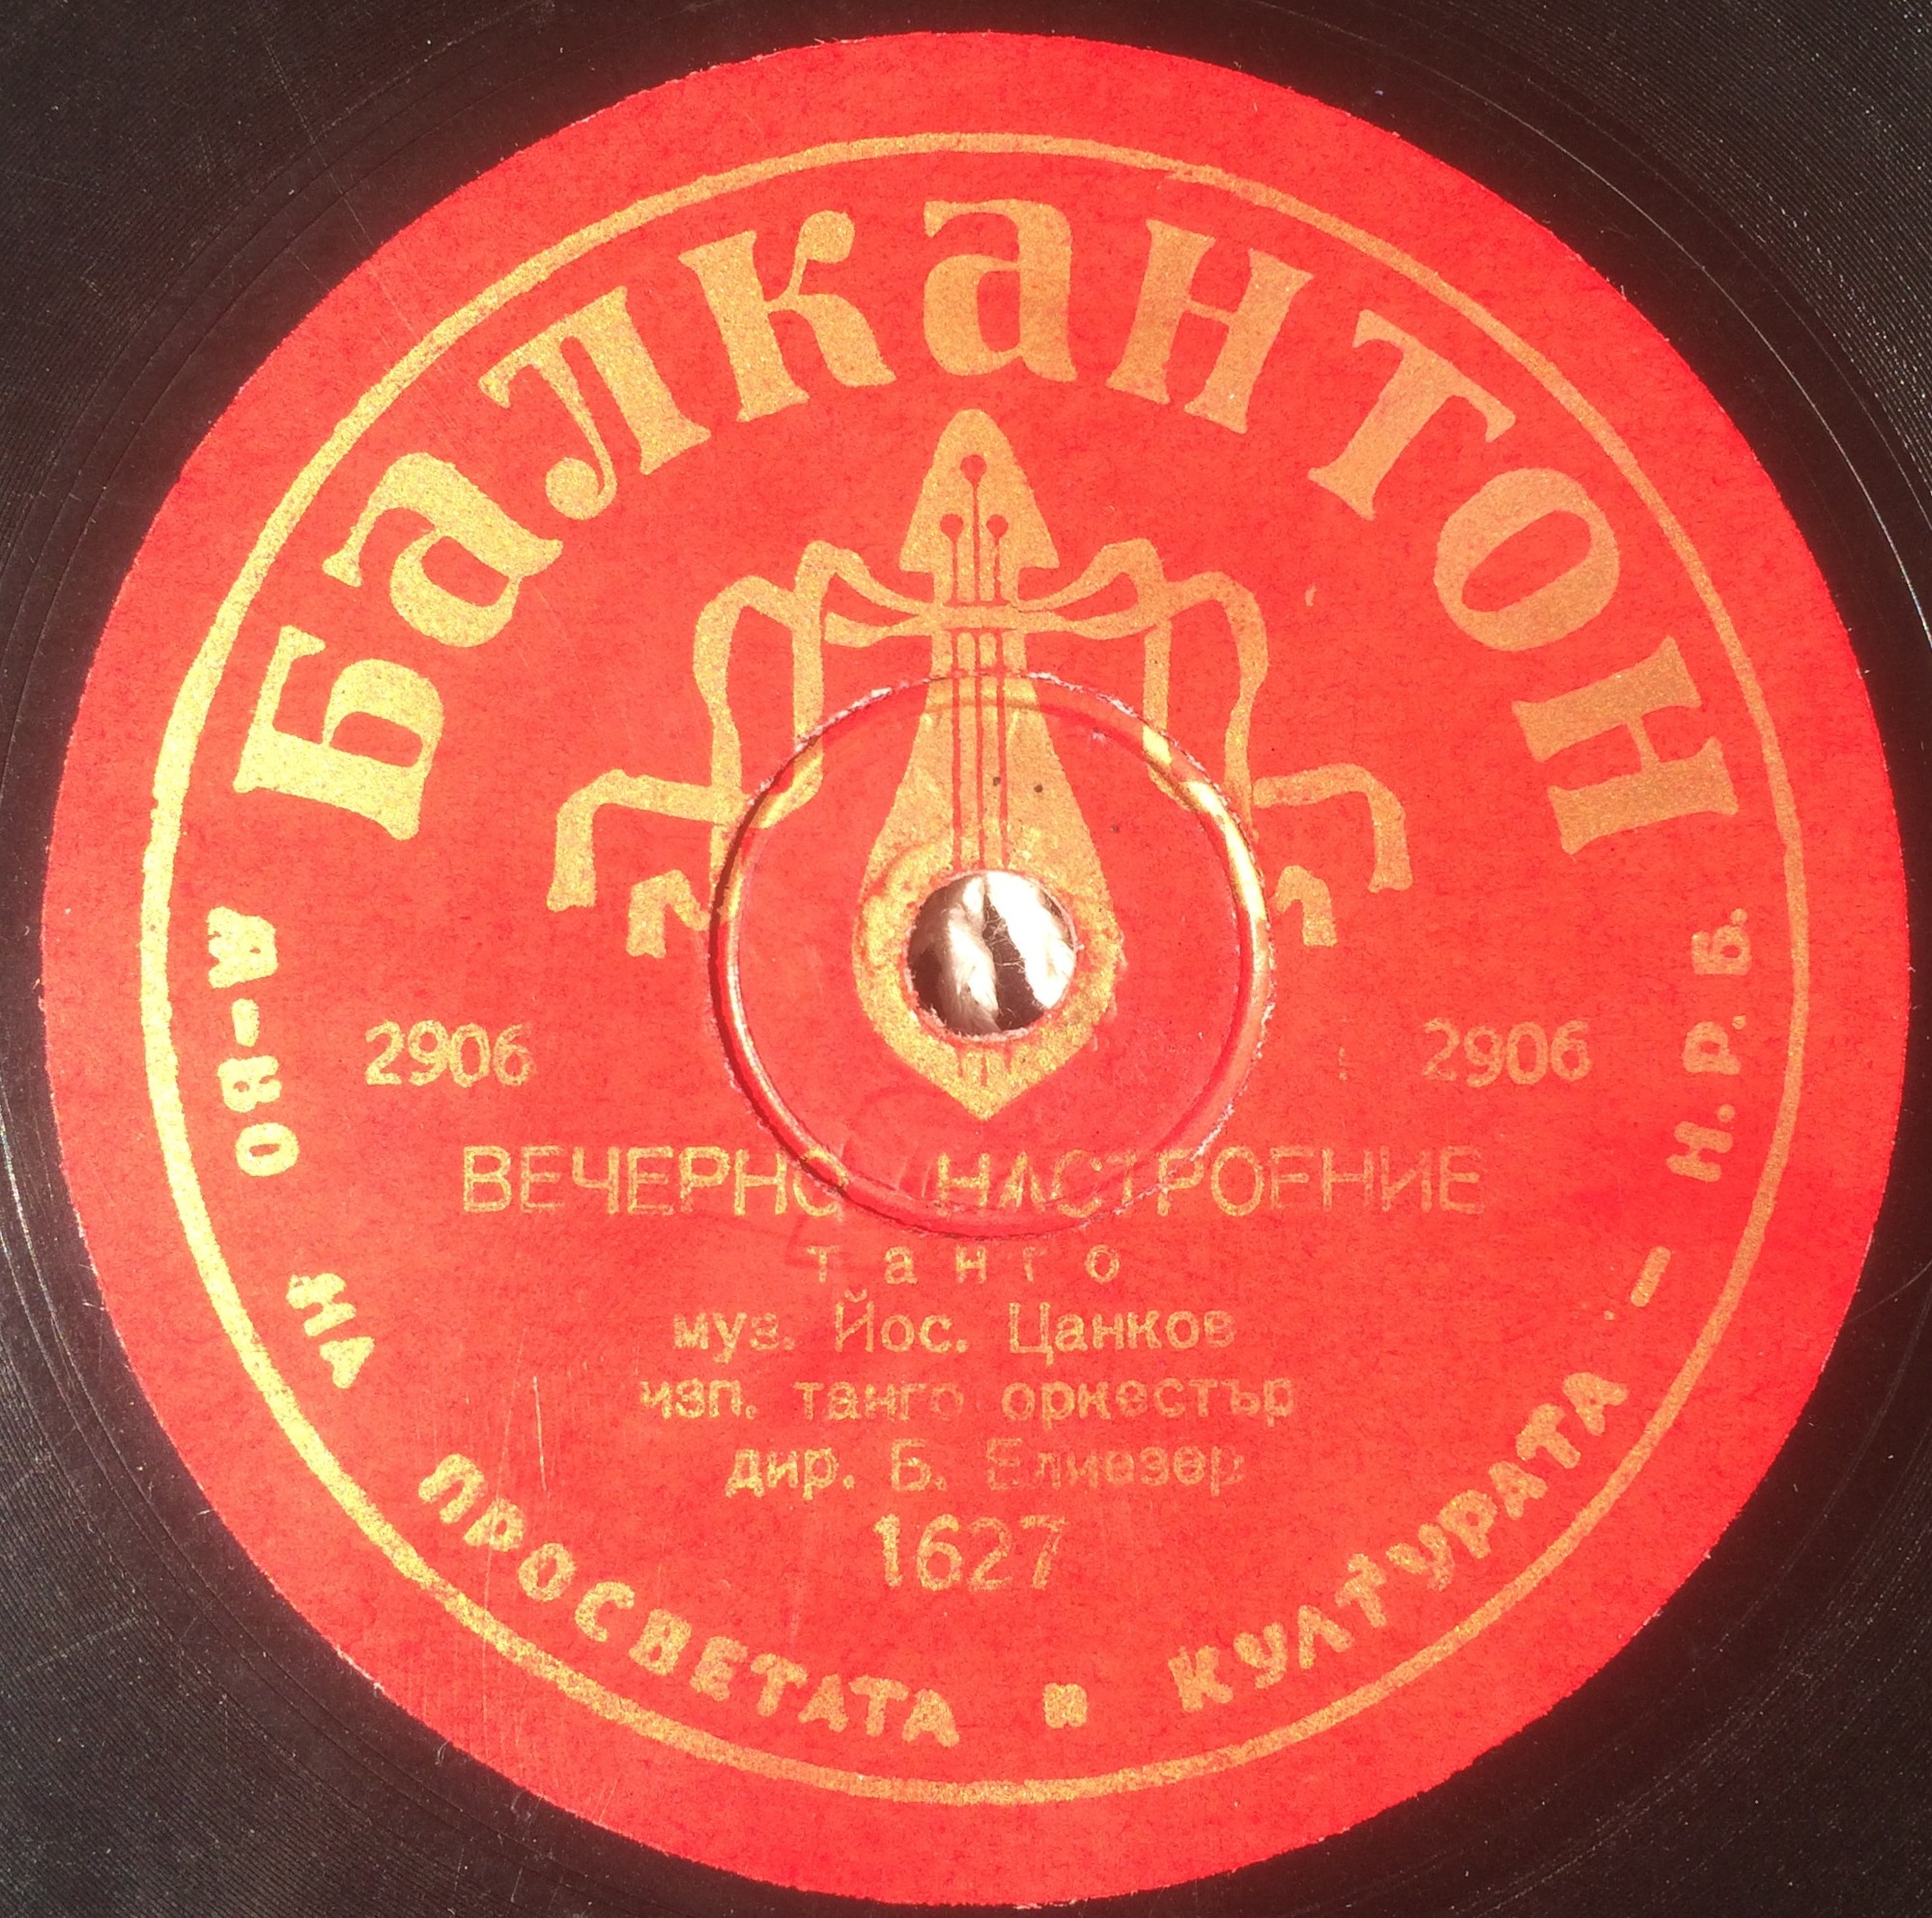 Балкантон
2906 2906
ВЕЧЕРНО НАСТРОЕНИЕ
танго
муз. Йос. Цанков
изп. танго оркестър
дир. Б. Елиезер
1627
М-ВО НА ПРОСВЕТАТА И КУЛТУРАТА — Н.Р.Б.